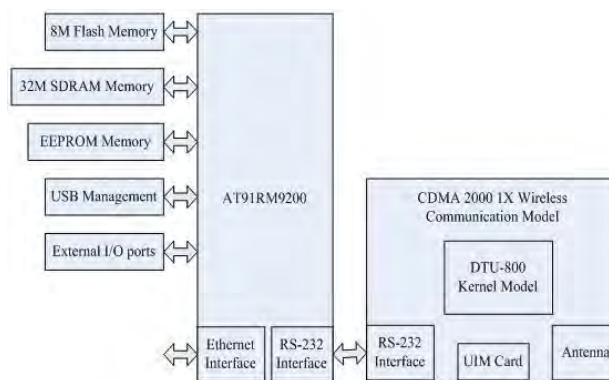 8M Flash Memory
32M SDRAM Memory
EEPROM Memory
USB Management
External I/O ports
AT91RM9200
Ethernet
Interface
RS-232
Interface
CDMA 2000 1X Wireless
Communication Model
DTU-800
Kernel Model
RS-232
Interface
UIM Card
Antenna